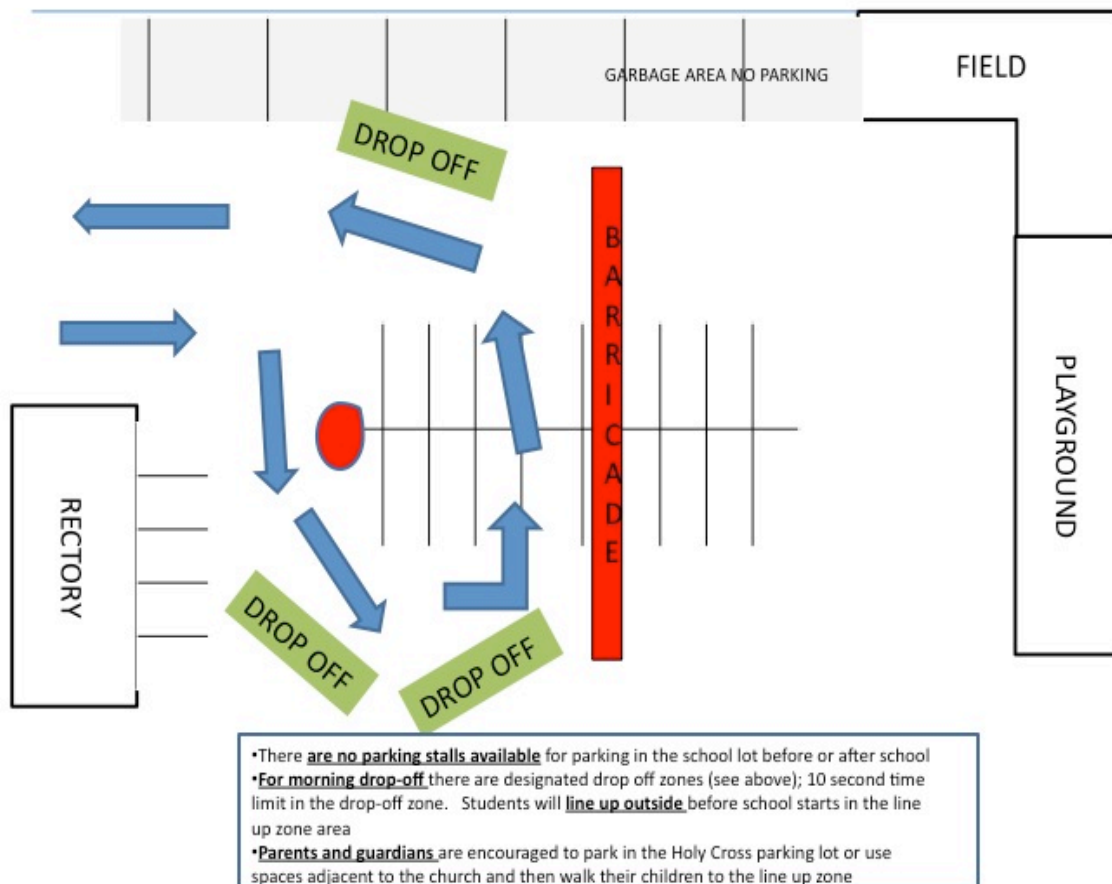 GARBAGE AREA NO PARKING
FIELD
DROP OFF
BARRICADE
PLAYGROUND
RECTORY
DROP OFF
DROP OFF
•There are no parking stalls available for parking in the school lot before or after school
•For morning drop-off there are designated drop off zones (see above); 10 second time
limit in the drop-off zone. Students will line up outside before school starts in the line
up zone area
•Parents and guardians are encouraged to park in the Holy Cross parking lot or use
spaces adjacent to the church and then walk their children to the line up zone